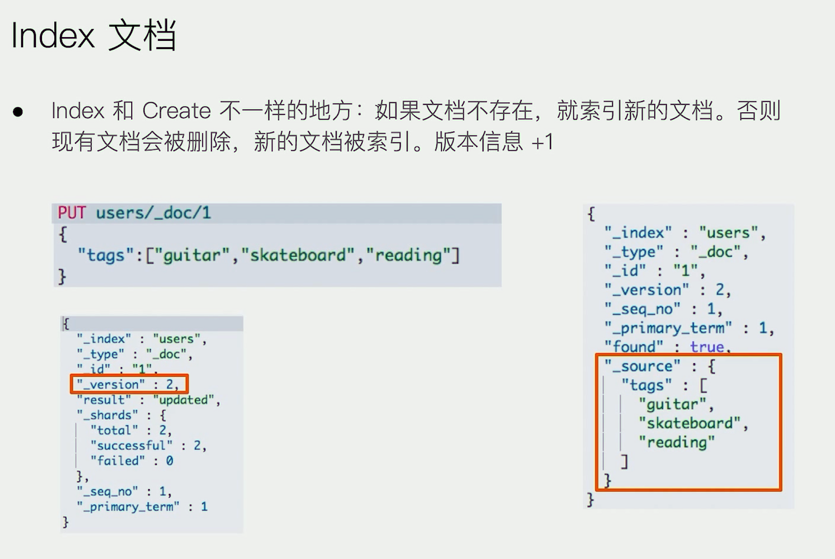 Index 文档
● Index 和 Create 不一样的地方：如果文档不存在，就索引新的文档。否则
现有文档会被删除，新的文档被索引。版本信息 +1
PUT users/_doc/1
{
  "tags":["guitar","skateboard","reading"]
}
{
  "_index" : "users",
  "_type" : "_doc",
  "_id" : "1",
  "_version" : 2,
  "result" : "updated",
  "_shards" : {
    "total" : 2,
    "successful" : 2,
    "failed" : 0
  },
  "_seq_no" : 1,
  "_primary_term" : 1
}
{
  "_index" : "users",
  "_type" : "_doc",
  "_id" : "1",
  "_version" : 2,
  "_seq_no" : 1,
  "_primary_term" : 1,
  "found" : true,
  "_source" : {
    "tags" : [
      "guitar",
      "skateboard",
      "reading"
    ]
  }
}